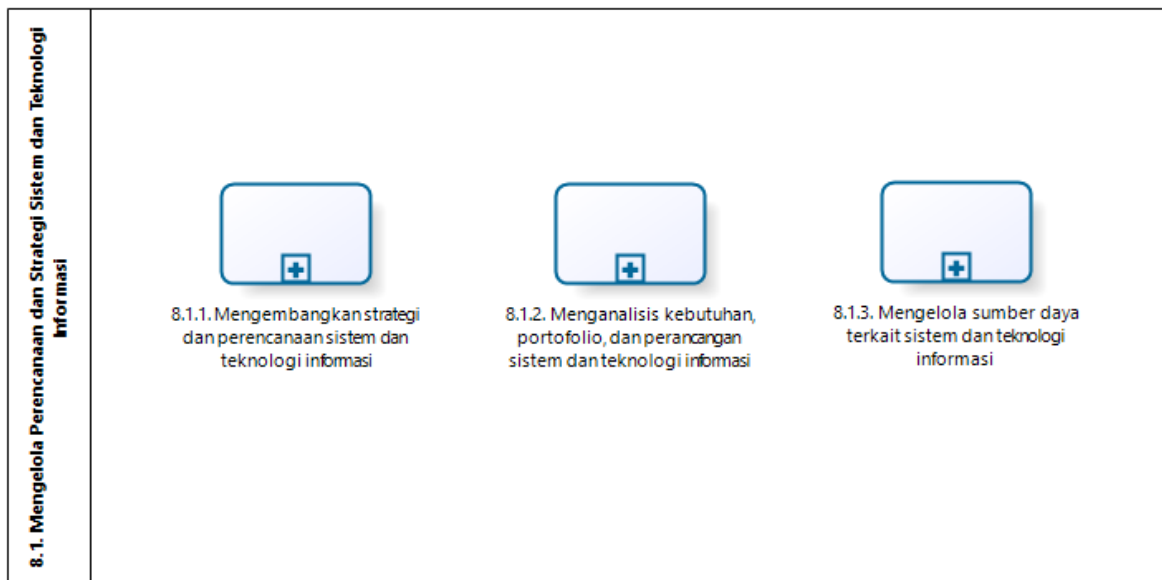 8.1. Mengelola Perencanaan dan Strategi Sistem dan Teknologi
Informasi
8.1.1. Mengembangkan strategi
dan perencanaan sistem dan
teknologi informasi
8.1.2. Menganalisis kebutuhan,
portofolio, dan perancangan
sistem dan teknologi informasi
8.1.3. Mengelola sumber daya
terkait sistem dan teknologi
informasi